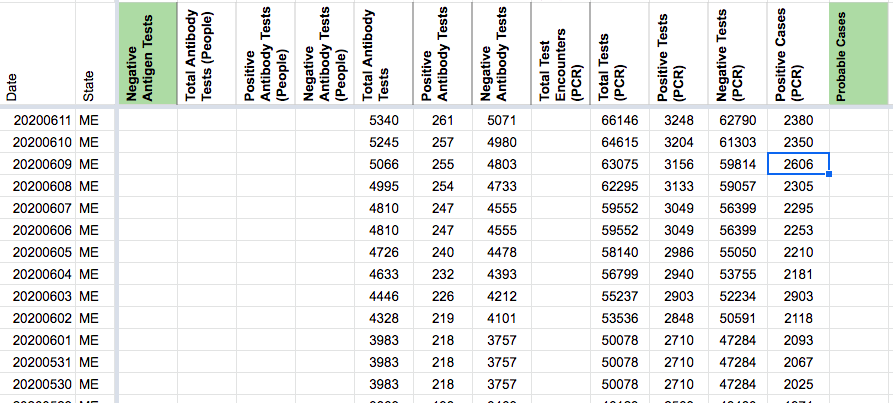 Date State Negative Antigen Tests Total Antibody Tests (People) Positive Antibody Tests (People) Negative Antibody Tests (People) Total Antibody Tests Positive Antibody Tests Negative Antibody Tests Total Test Encounters (PCR) Total Tests (PCR) Positive Tests (PCR) Negative Tests (PCR) Positive Cases (PCR) Probable Cases
20200611 ME 5340 261 5071 66146 3248 62790 2380
20200610 ME 5245 257 4980 64615 3204 61303 2350
20200609 ME 5066 255 4803 63075 3156 59814 2606
20200608 ME 4995 254 4733 62295 3133 59057 2305
20200607 ME 4810 247 4555 59552 3049 56399 2295
20200606 ME 4810 247 4555 59552 3049 56399 2253
20200605 ME 4726 240 4478 58140 2986 55050 2210
20200604 ME 4633 232 4393 56799 2940 53755 2181
20200603 ME 4446 226 4212 55237 2903 52234 2903
20200602 ME 4328 219 4101 53536 2848 50591 2118
20200601 ME 3983 218 3757 50078 2710 47284 2093
20200531 ME 3983 218 3757 50078 2710 47284 2067
20200530 ME 3983 218 3757 50078 2710 47284 2025